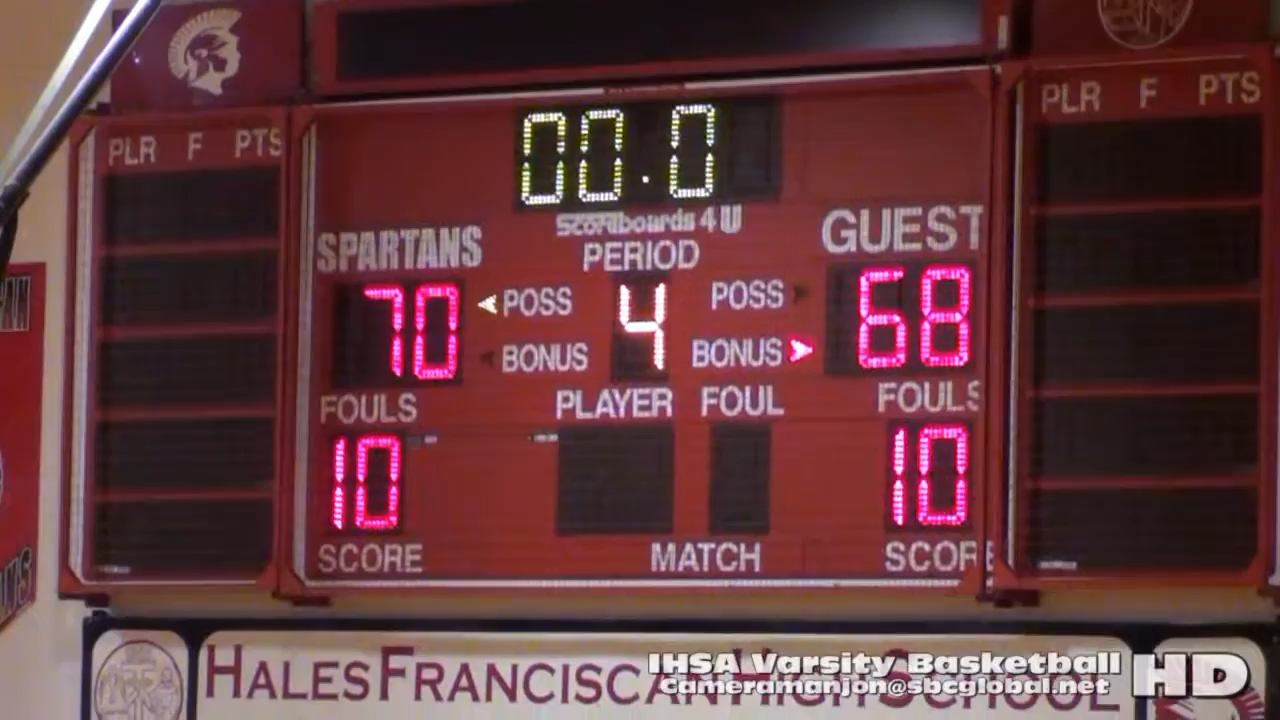 PLR F PTS
PLR F PTS
00.0
Scoreboards 4 U
SPARTANS
PERIOD
GUEST
70
POSS
4
POSS
68
BONUS
BONUS
FOULS
PLAYER FOUL
FOULS
10
10
SCORE
MATCH
SCORE
HALES FRANCISCAN HIGH SCHOOL
IHSA Varsity Basketball
Cameramanjon@sbcglobal.net
HD